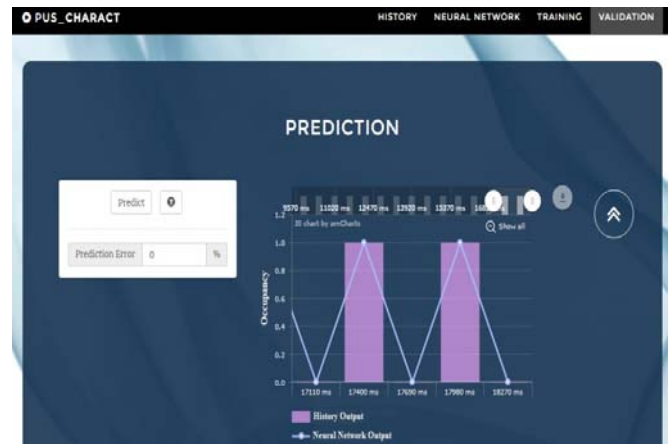 PUS_CHARACT HISTORY NEURAL NETWORK TRAINING VALIDATION
PREDICTION
Predict
Prediction Error 0 %
9570 ms 11020 ms 12470 ms 13920 ms 15370 ms
JS chart by amCharts
Show all
Occupancy
1.2
1.0
0.8
0.6
0.4
0.2
0.0
17110 ms 17400 ms 17690 ms 17980 ms 18270 ms
History Output
Neural Network Output